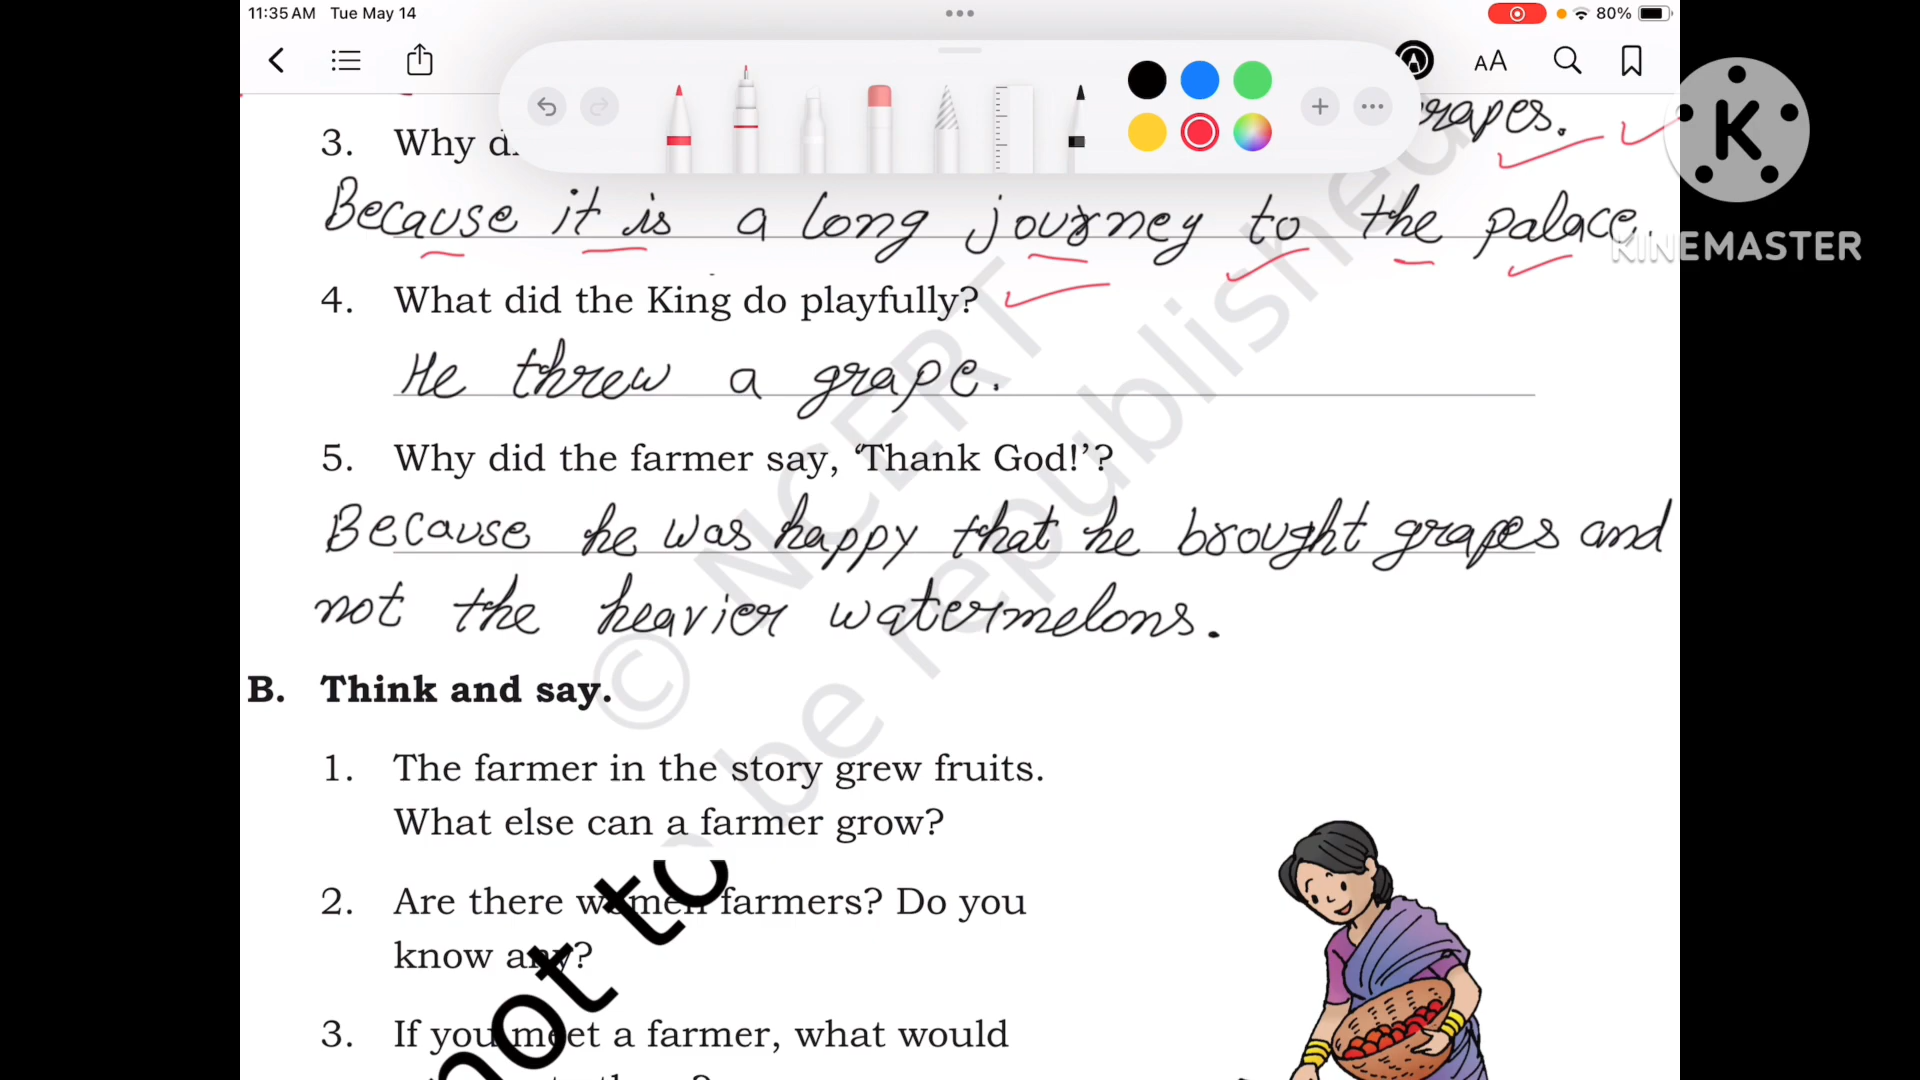 11:35 AM Tue May 14
80%
AA
grapes.
3. Why di
K
Because it is a long journey to the palace.
KINEMASTER
4. What did the King do playfully?
He threw a grape.
5. Why did the farmer say, ‘Thank God!’?
Because he was happy that he brought grapes and
not the heavier watermelons.
B. Think and say.
1. The farmer in the story grew fruits.
What else can a farmer grow?
2. Are there women farmers? Do you
know any?
3. If you meet a farmer, what would
© NCERT
not to be republished